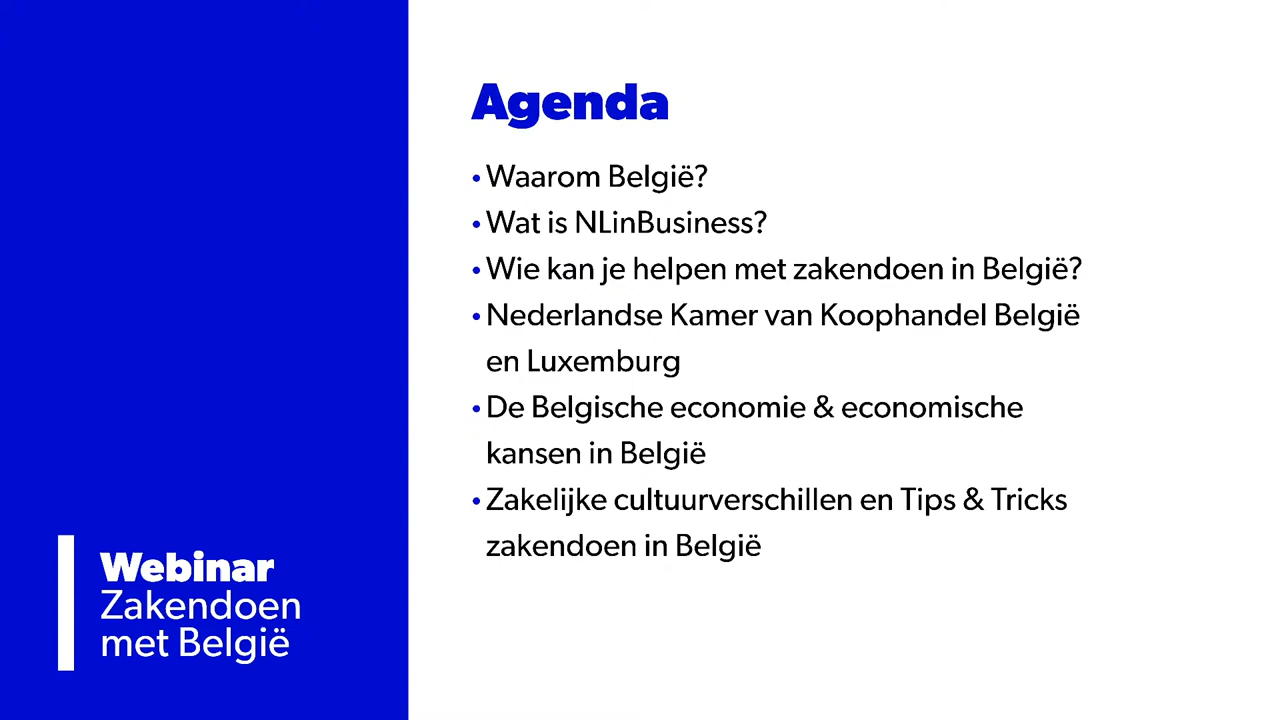 Agenda
• Waarom België?
• Wat is NLinBusiness?
• Wie kan je helpen met zakendoen in België?
• Nederlandse Kamer van Koophandel België
en Luxemburg
• De Belgische economie & economische
kansen in België
• Zakelijke cultuurverschillen en Tips & Tricks
zakendoen in België
Webinar
Zakendoen
met België